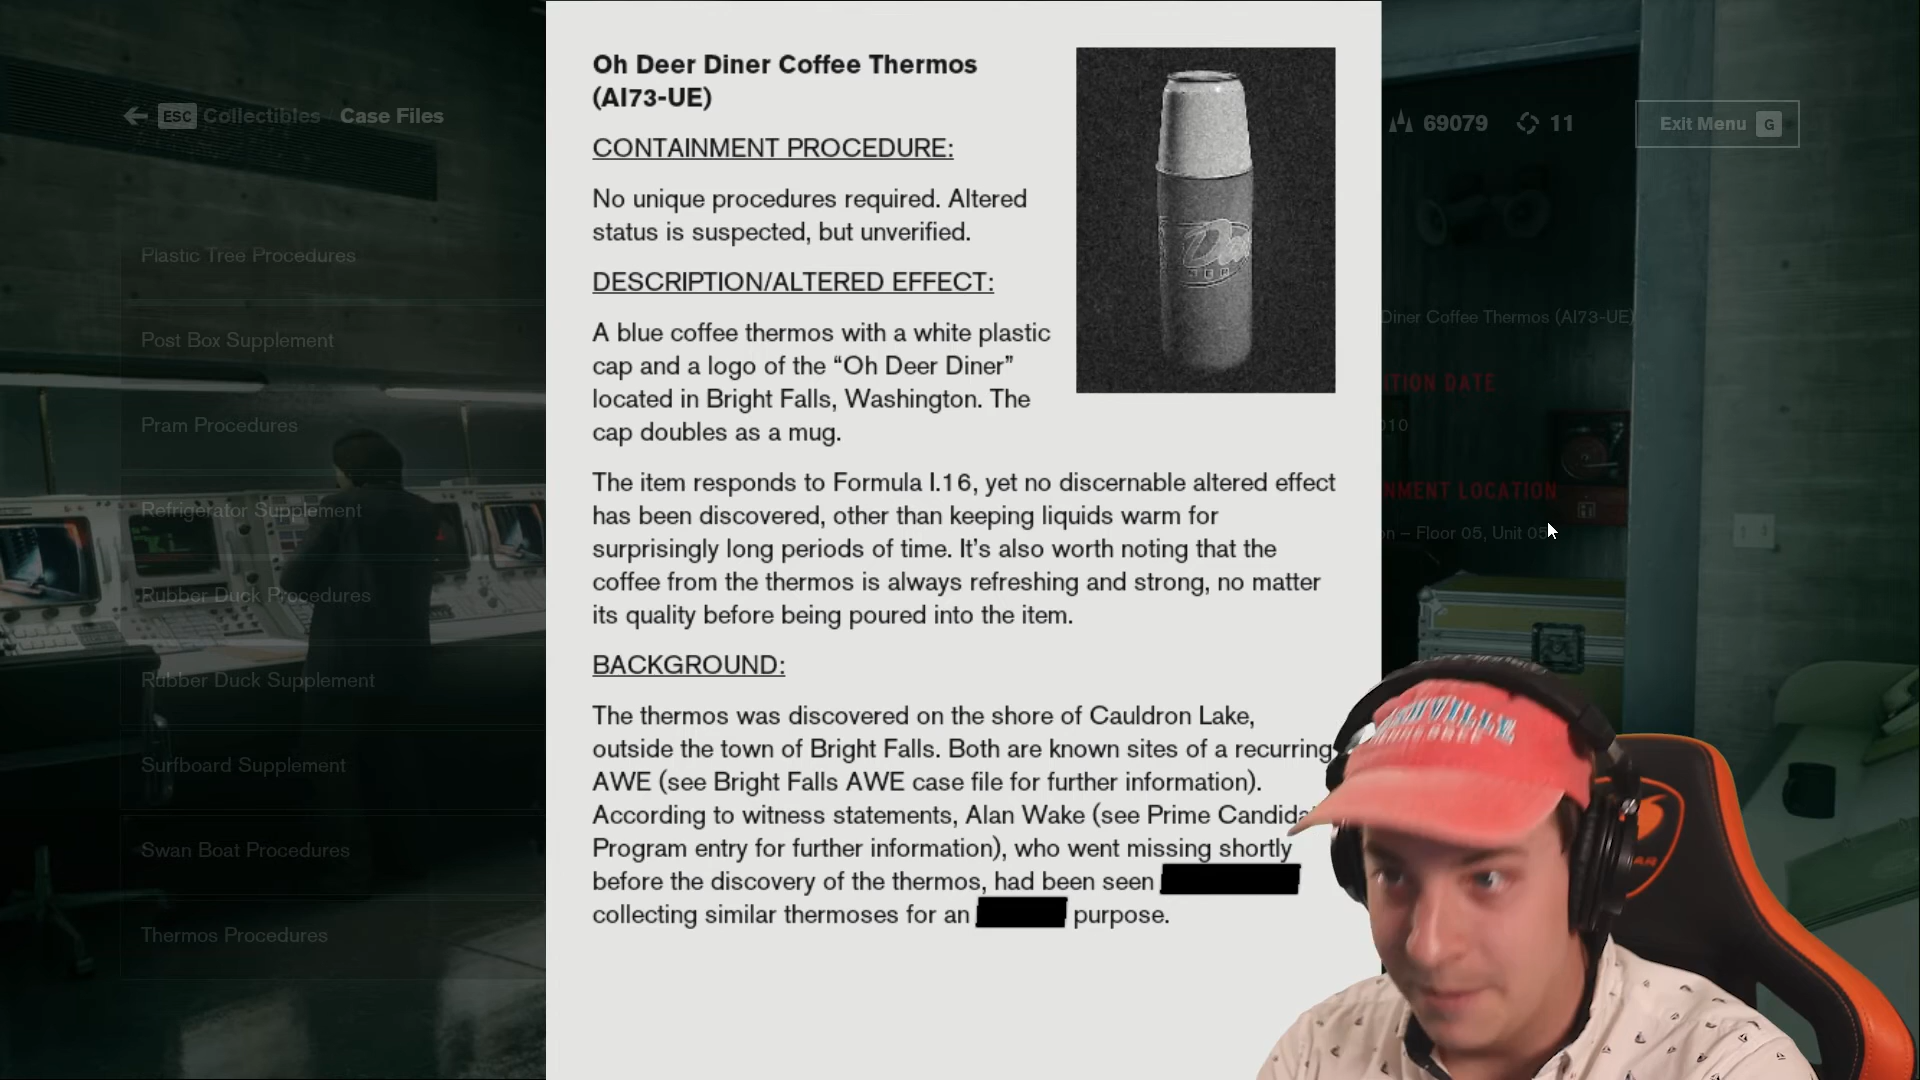 Oh Deer Diner Coffee Thermos
(AI73-UE)
CONTAINMENT PROCEDURE:
No unique procedures required. Altered
status is suspected, but unverified.
DESCRIPTION/ALTERED EFFECT:
A blue coffee thermos with a white plastic
cap and a logo of the “Oh Deer Diner”
located in Bright Falls, Washington. The
cap doubles as a mug.
The item responds to Formula I.16, yet no discernable altered effect
has been discovered, other than keeping liquids warm for
surprisingly long periods of time. It’s also worth noting that the
coffee from the thermos is always refreshing and strong, no matter
its quality before being poured into the item.
BACKGROUND:
The thermos was discovered on the shore of Cauldron Lake,
outside the town of Bright Falls. Both are known sites of a recurring
AWE (see Bright Falls AWE case file for further information).
According to witness statements, Alan Wake (see Prime
Program entry for further information), who went missing shortly
before the discovery of the thermos, had been seen
collecting similar thermoses for an purpose.
ESC Collectibles / Case Files
Plastic Tree Procedures
Post Box Supplement
Pram Procedures
Refrigerator Supplement
Rubber Duck Procedures
Rubber Duck Supplement
Surfboard Supplement
Swan Boat Procedures
Thermos Procedures
69079
11
Exit Menu G
Diner Coffee Thermos (AI73-UE)
DATE
LOCATION
– Floor 05, Unit